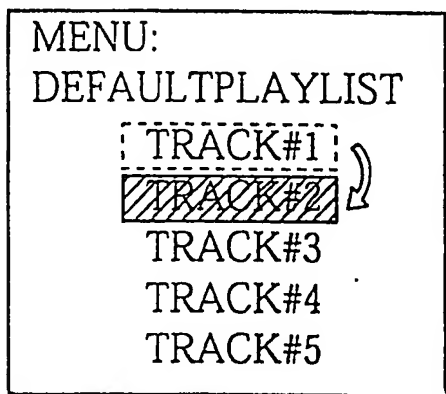 MENU:
DEFAULTPLAYLIST
TRACK#1
TRACK#2
TRACK#3
TRACK#4
TRACK#5